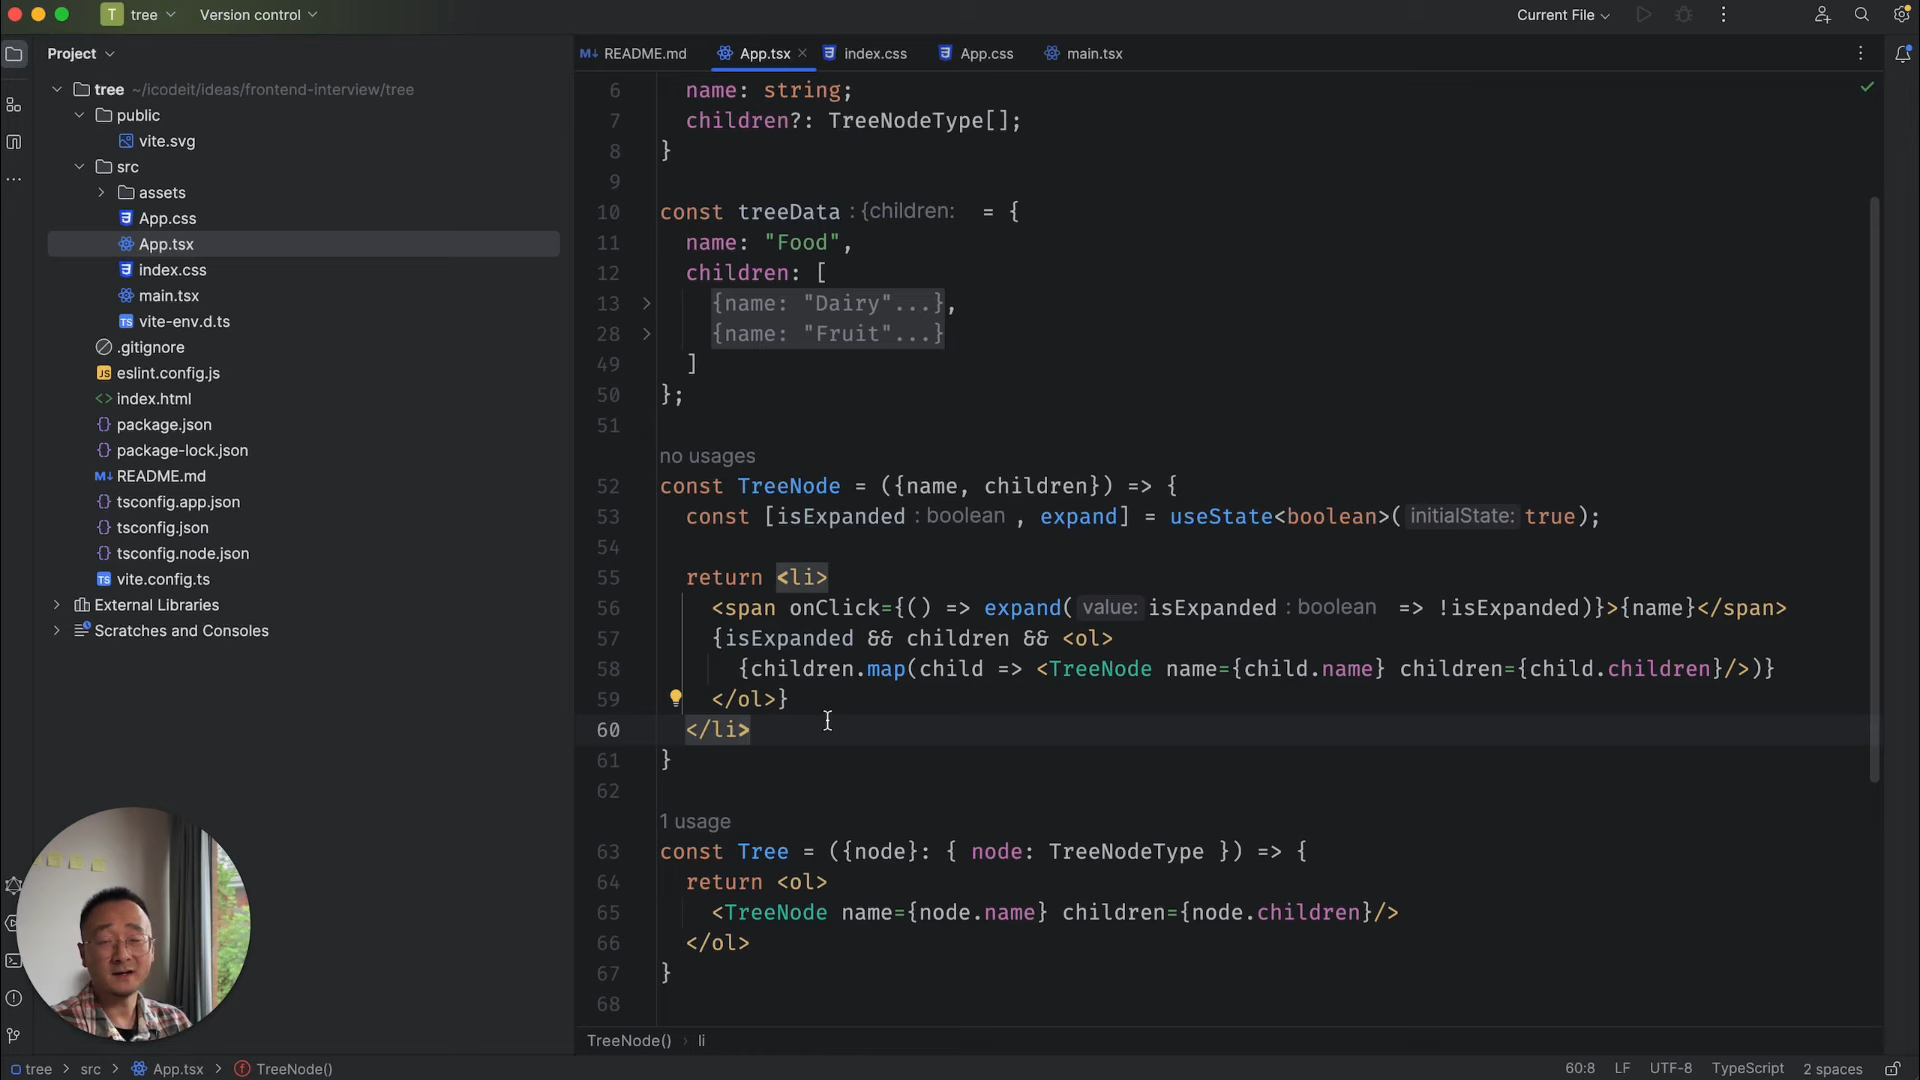 T tree Version control Current File
Project
tree ~/icodeit/ideas/frontend-interview/tree
public
vite.svg
src
assets
App.css
App.tsx
index.css
main.tsx
TS vite-env.d.ts
.gitignore
JS eslint.config.js
<> index.html
{} package.json
{} package-lock.json
M↓ README.md
{} tsconfig.app.json
{} tsconfig.json
{} tsconfig.node.json
TS vite.config.ts
External Libraries
Scratches and Consoles
M↓ README.md App.tsx index.css App.css main.tsx
6 name: string;
7 children?: TreeNodeType[];
8 }
9
10 const treeData :{children: = {
11 name: "Food",
12 children: [
13 {name: "Dairy"...},
28 {name: "Fruit"...}
49 ]
50 };
51
no usages
52 const TreeNode = ({name, children}) => {
53 const [isExpanded :boolean , expand] = useState<boolean>( initialState: true);
54
55 return <li>
56 <span onClick={() => expand( value: isExpanded :boolean => !isExpanded)}>{name}</span>
57 {isExpanded && children && <ol>
58 {children.map(child => <TreeNode name={child.name} children={child.children}/>)}
59 </ol>}
60 </li>
61 }
62
1 usage
63 const Tree = ({node}: { node: TreeNodeType }) => {
64 return <ol>
65 <TreeNode name={node.name} children={node.children}/>
66 </ol>
67 }
68
TreeNode() › li
tree > src > App.tsx > f TreeNode() 60:8 LF UTF-8 TypeScript 2 spaces